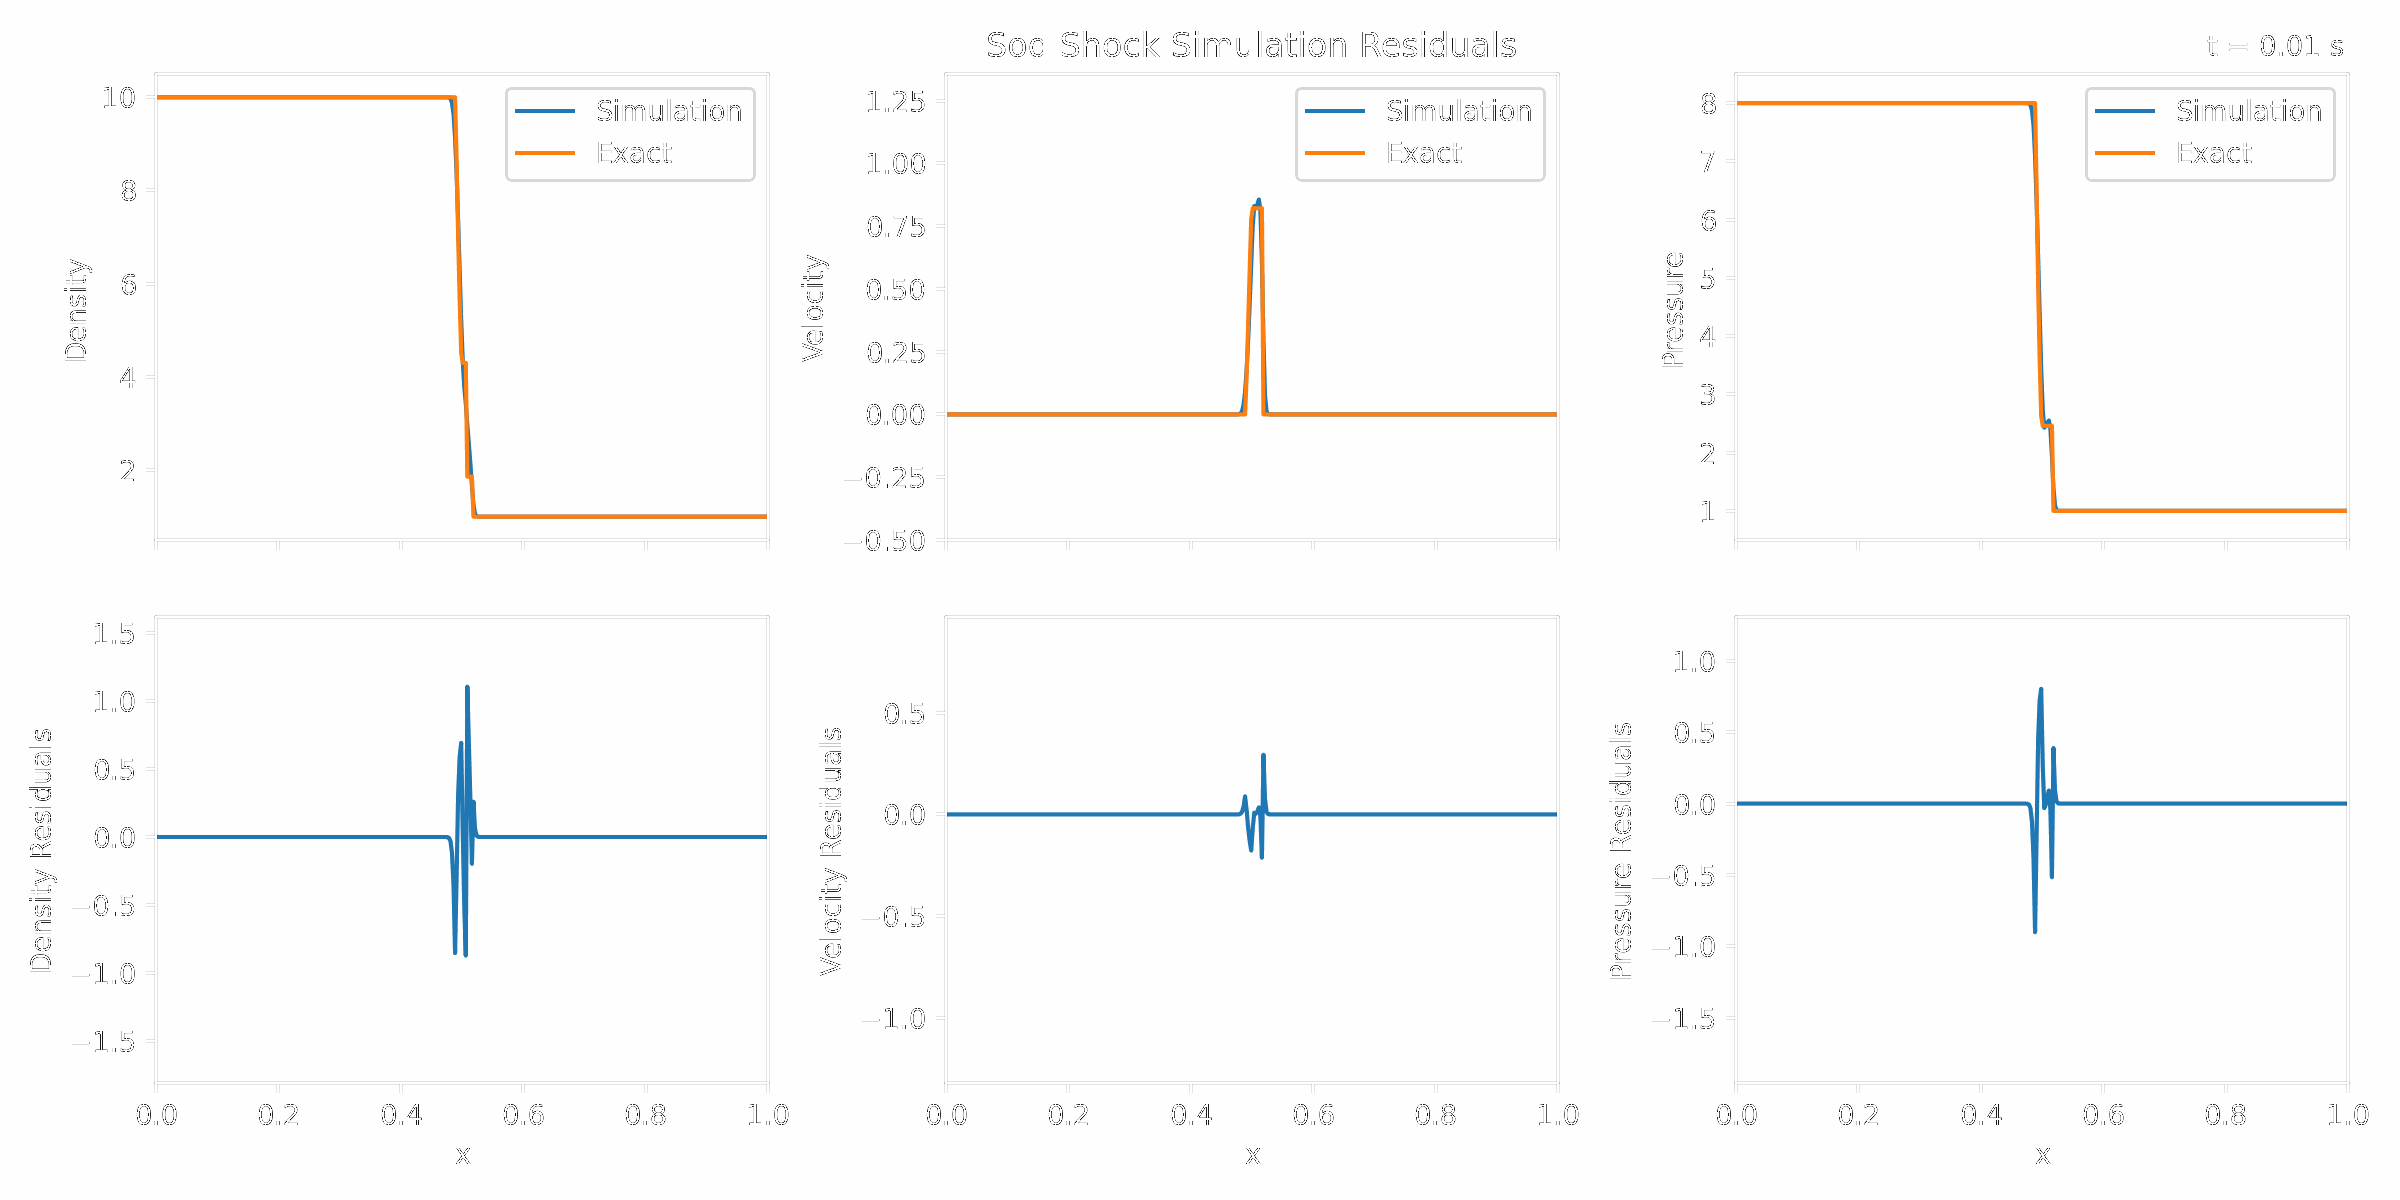 Sod Shock Simulation Residuals
t = 0.01 s
Density
10
8
6
4
2
Simulation
Exact
Velocity
1.25
1.00
0.75
0.50
0.25
0.00
−0.25
−0.50
Simulation
Exact
Pressure
8
7
6
5
4
3
2
1
Simulation
Exact
Density Residuals
1.5
1.0
0.5
0.0
−0.5
−1.0
−1.5
0.0 0.2 0.4 0.6 0.8 1.0
x
Velocity Residuals
0.5
0.0
−0.5
−1.0
0.0 0.2 0.4 0.6 0.8 1.0
x
Pressure Residuals
1.0
0.5
0.0
−0.5
−1.0
−1.5
0.0 0.2 0.4 0.6 0.8 1.0
x